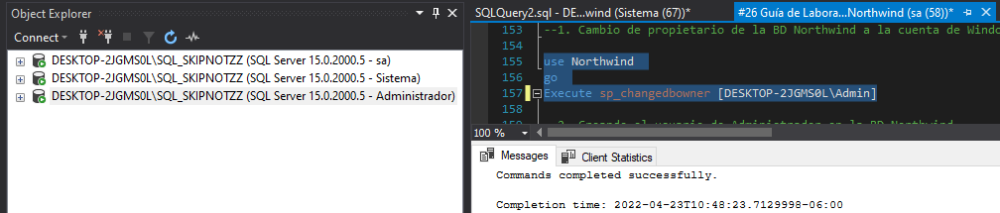 Object Explorer
Connect
DESKTOP-2JGMS0L\SQL_SKIPNOTZZ (SQL Server 15.0.2000.5 - sa)
DESKTOP-2JGMS0L\SQL_SKIPNOTZZ (SQL Server 15.0.2000.5 - Sistema)
DESKTOP-2JGMS0L\SQL_SKIPNOTZZ (SQL Server 15.0.2000.5 - Administrador)
SQLQuery2.sql - DE...wind (Sistema (67))*
#26 Guía de Labora...Northwind (sa (58))*
153 --1. Cambio de propietario de la BD Northwind a la cuenta de Windo
154
155 use Northwind
156 go
157 Execute sp_changedbowner [DESKTOP-2JGMS0L\Admin]
158
2. Creando el usuario de Administrador en la BD Northwind
100 %
Messages
Client Statistics
Commands completed successfully.
Completion time: 2022-04-23T10:48:23.7129998-06:00